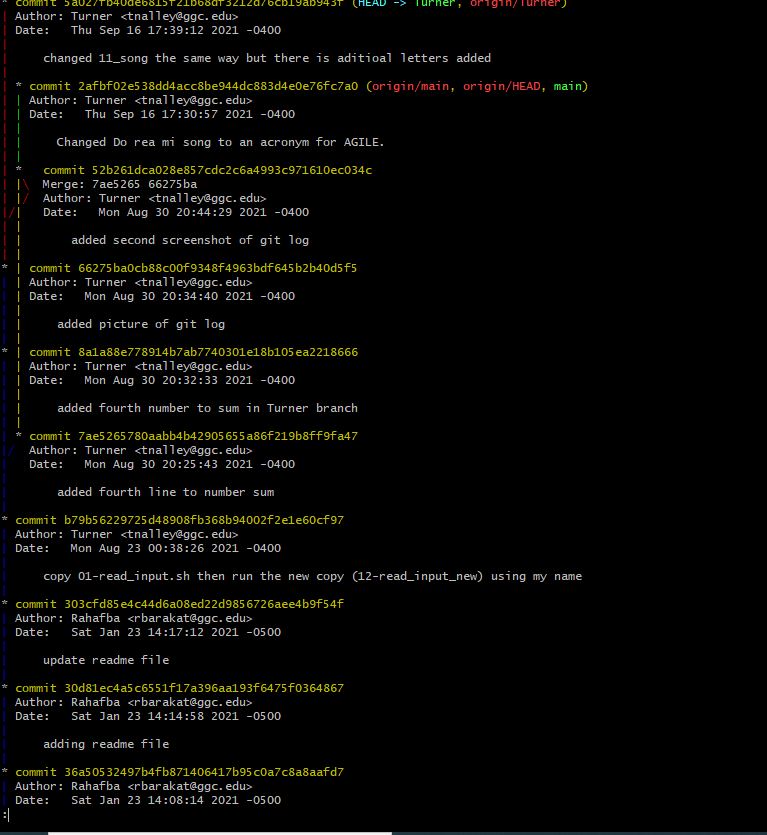 * commit 5a027fb40de6815f21b68df3212d76cb19ab943f (HEAD -> Turner, origin/Turner)
| Author: Turner <tnalley@ggc.edu>
| Date:   Thu Sep 16 17:39:12 2021 -0400
|
|     changed 11_song the same way but there is aditioal letters added
|
| * commit 2afbf02e538dd4acc8be944dc883d4e0e76fc7a0 (origin/main, origin/HEAD, main)
| | Author: Turner <tnalley@ggc.edu>
| | Date:   Thu Sep 16 17:30:57 2021 -0400
| |
| |     Changed Do rea mi song to an acronym for AGILE.
| |
| *   commit 52b261dca028e857cdc2c6a4993c971610ec034c
| |\  Merge: 7ae5265 66275ba
| |/  Author: Turner <tnalley@ggc.edu>
|/|   Date:   Mon Aug 30 20:44:29 2021 -0400
| |
| |       added second screenshot of git log
| |
* | commit 66275ba0cb88c00f9348f4963bdf645b2b40d5f5
| | Author: Turner <tnalley@ggc.edu>
| | Date:   Mon Aug 30 20:34:40 2021 -0400
| |
| |     added picture of git log
| |
* | commit 8a1a88e778914b7ab7740301e18b105ea2218666
| | Author: Turner <tnalley@ggc.edu>
| | Date:   Mon Aug 30 20:32:33 2021 -0400
| |
| |     added fourth number to sum in Turner branch
| |
| * commit 7ae5265780aabb4b42905655a86f219b8ff9fa47
|/  Author: Turner <tnalley@ggc.edu>
|   Date:   Mon Aug 30 20:25:43 2021 -0400
|
|       added fourth line to number sum
|
* commit b79b56229725d48908fb368b94002f2e1e60cf97
| Author: Turner <tnalley@ggc.edu>
| Date:   Mon Aug 23 00:38:26 2021 -0400
|
|     copy 01-read_input.sh then run the new copy (12-read_input_new) using my name
|
* commit 303cfd85e4c44d6a08ed22d9856726aee4b9f54f
| Author: Rahafba <rbarakat@ggc.edu>
| Date:   Sat Jan 23 14:17:12 2021 -0500
|
|     update readme file
|
* commit 30d81ec4a5c6551f17a396aa193f6475f0364867
| Author: Rahafba <rbarakat@ggc.edu>
| Date:   Sat Jan 23 14:14:58 2021 -0500
|
|     adding readme file
|
* commit 36a50532497b4fb871406417b95c0a7c8a8aafd7
| Author: Rahafba <rbarakat@ggc.edu>
| Date:   Sat Jan 23 14:08:14 2021 -0500
: